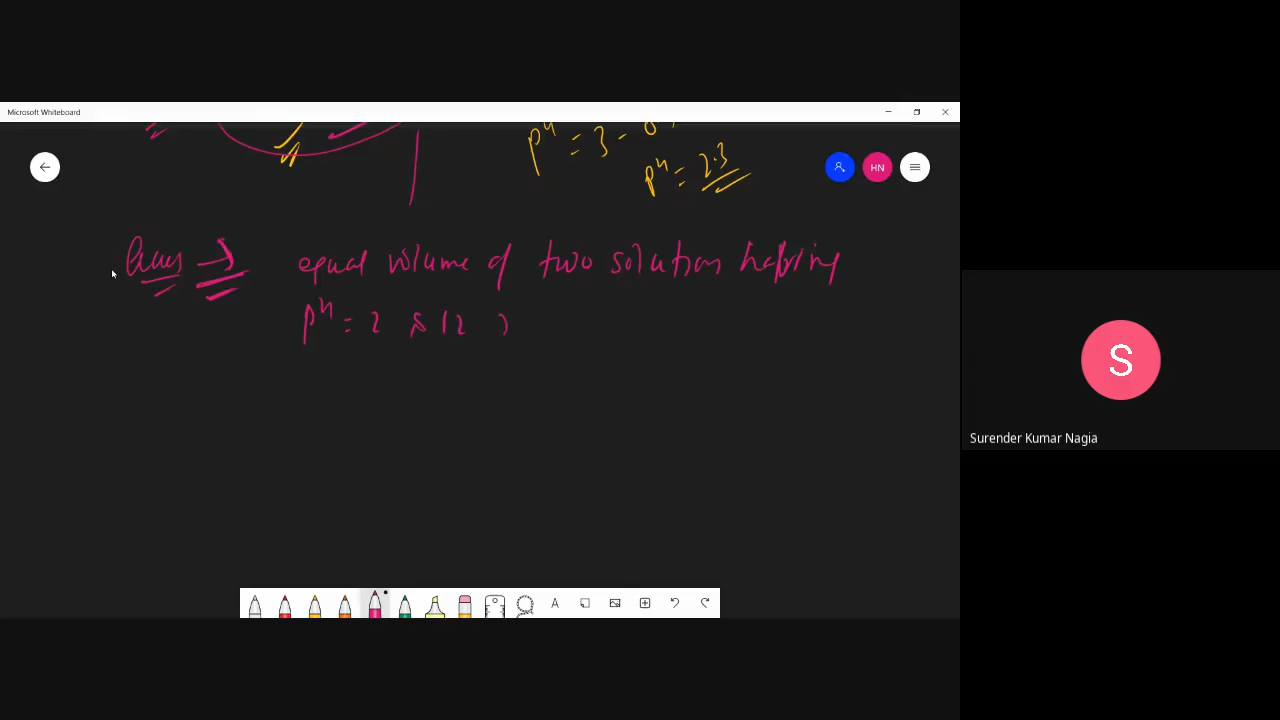 Microsoft Whiteboard
pH = 3 - 0.
pH = 2.3
HN
Ques → equal volume of two solution having
pH = 2 & 12
S
Surender Kumar Nagia
A